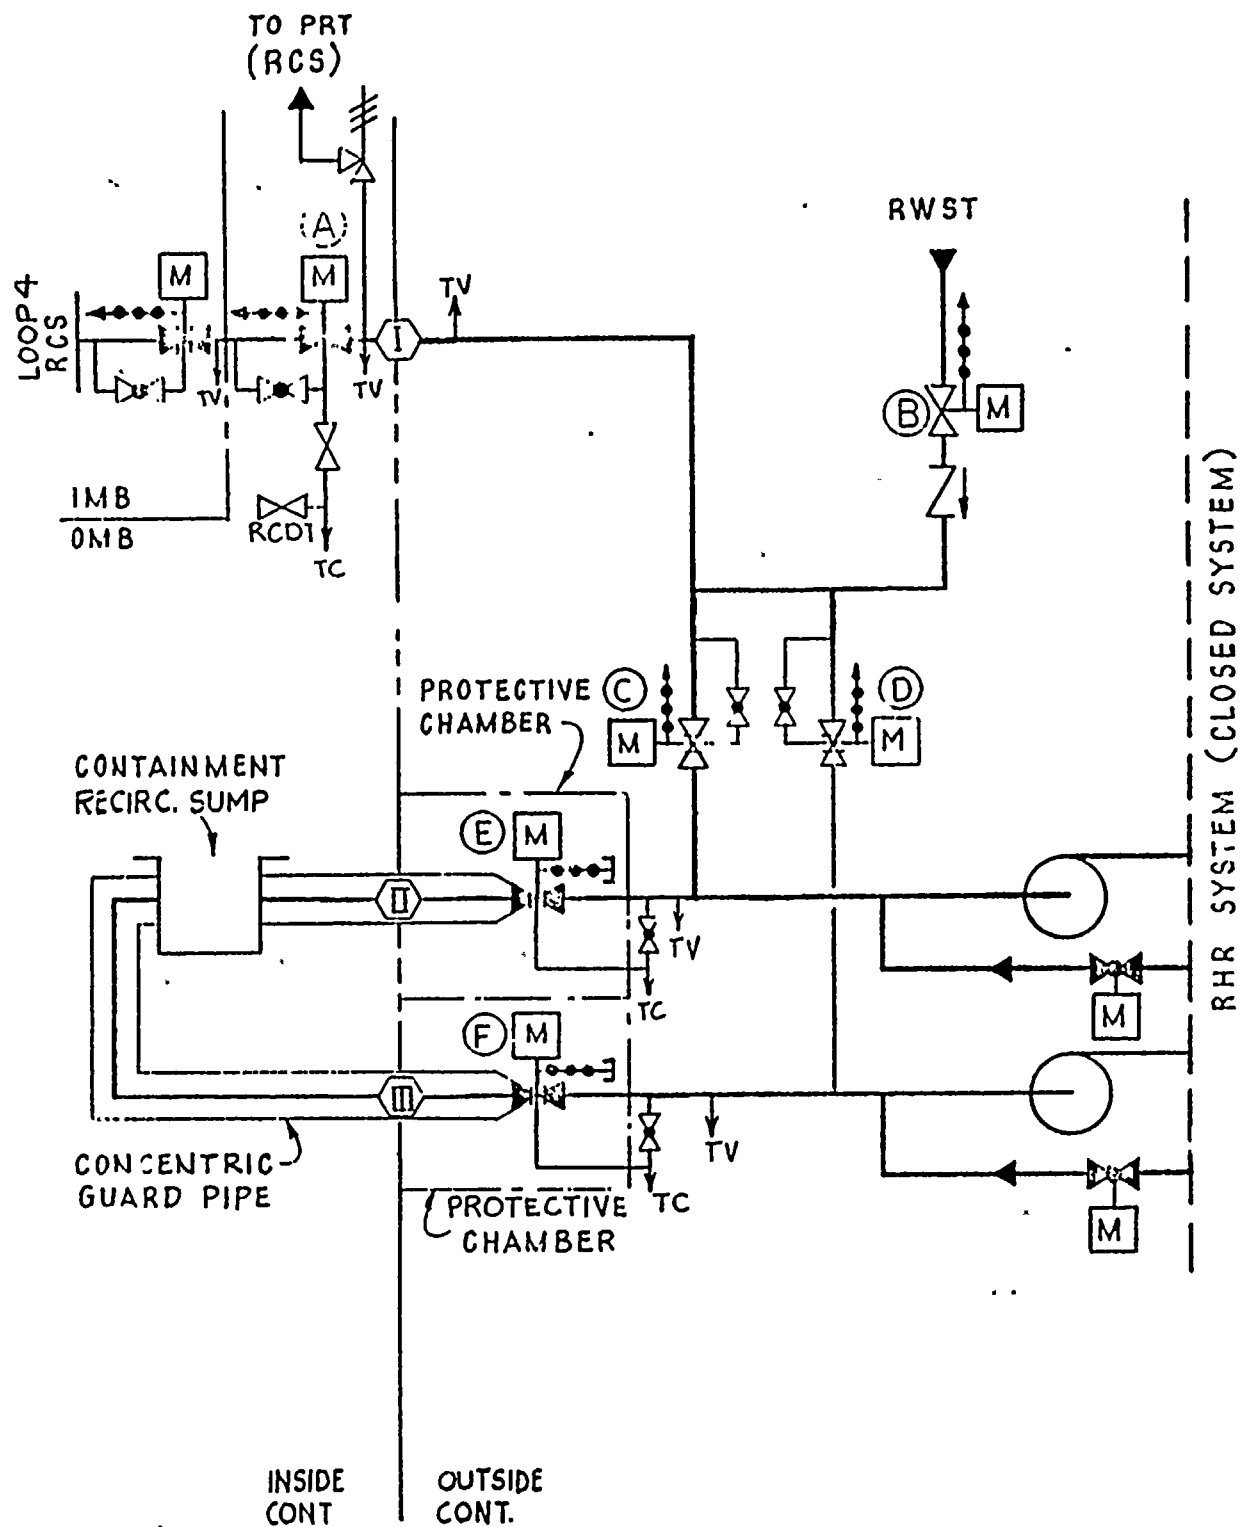 TO PRT
(RCS)
(A)
RWST
M
M
LOOP 4
RCS
I
TV
TV
TV
B
M
IMB
OMB
RCDT
TC
PROTECTIVE
CHAMBER
C
D
M
M
CONTAINMENT
RECIRC. SUMP
E
M
II
TV
TC
M
F
M
III
TV
CONCENTRIC
GUARD PIPE
PROTECTIVE
CHAMBER
TC
M
RHR SYSTEM (CLOSED SYSTEM)
INSIDE
CONT
OUTSIDE
CONT.